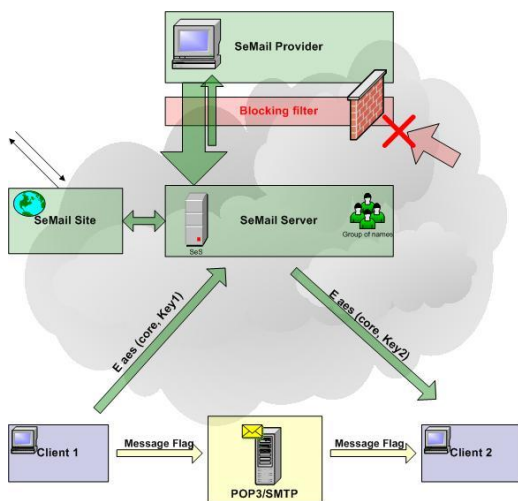 SeMail Provider
Blocking filter
SeMail Site
SeMail Server
SeS
Group of names
E aes (core, Key1)
E aes (core, Key2)
Client 1
Message Flag
POP3/SMTP
Message Flag
Client 2